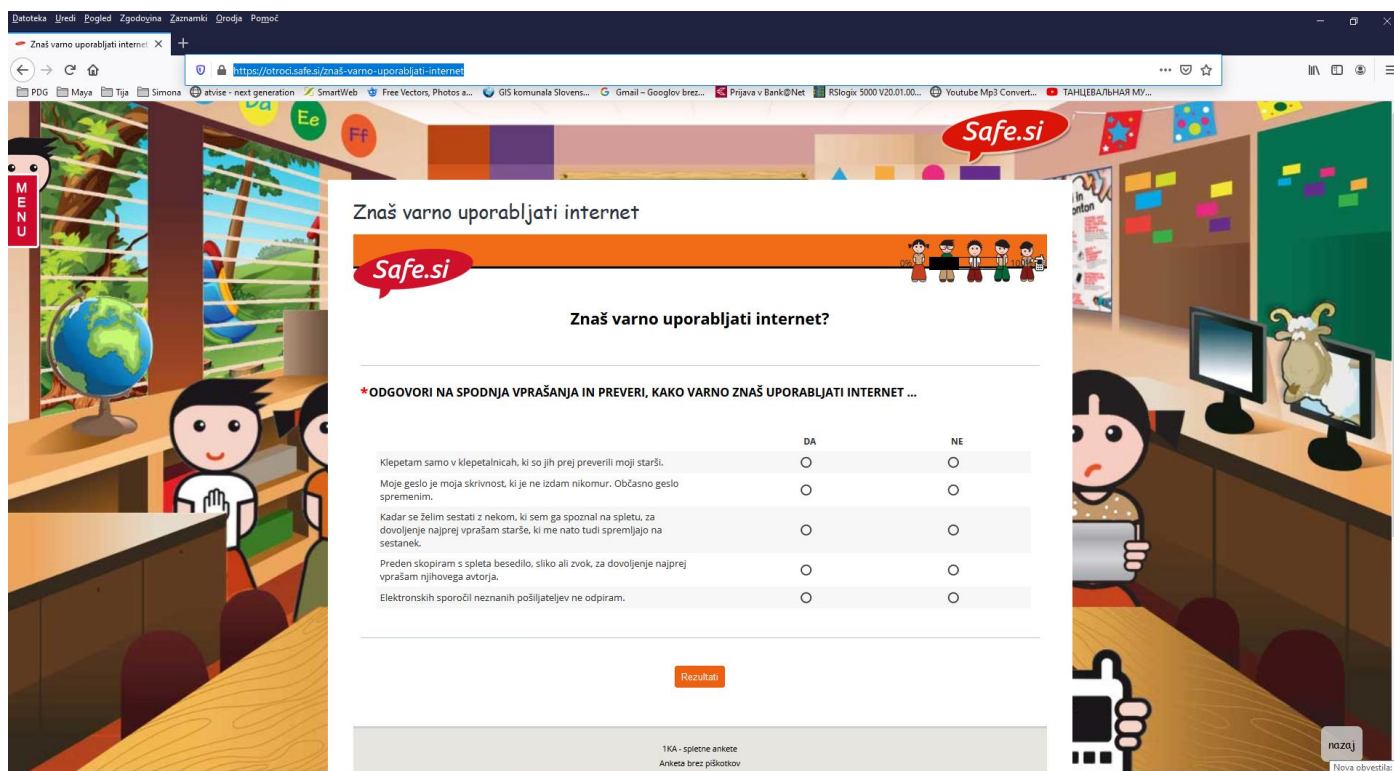 Datoteka Uredi Pogled Zgodovina Zaznamki Orodja Pomoč
Znaš varno uporabljati internet
https://otroci.safe.si/znaš-varno-uporabljati-internet
PDG Maya Tija Simona atvise - next generation SmartWeb Free Vectors, Photos a... GIS komunala Slovens... Gmail – Googlov brez... Prijava v Bank@Net RSlogix 5000 V20.01.00... Youtube Mp3 Convert... ТАНЦЕВАЛЬНАЯ МУ...
Da Ee Ff
Safe.si
MENU
Znaš varno uporabljati internet
Safe.si
0%
Znaš varno uporabljati internet?
*ODGOVORI NA SPODNJA VPRAŠANJA IN PREVERI, KAKO VARNO ZNAŠ UPORABLJATI INTERNET ...
DA NE
Klepetam samo v klepetalnicah, ki so jih prej preverili moji starši.
Moje geslo je moja skrivnost, ki je ne izdam nikomur. Občasno geslo
spremenim.
Kadar se želim sestati z nekom, ki sem ga spoznal na spletu, za
dovoljenje najprej vprašam starše, ki me nato tudi spremljajo na
sestanek.
Preden skopiram s spleta besedilo, sliko ali zvok, za dovoljenje najprej
vprašam njihovega avtorja.
Elektronskih sporočil neznanih pošiljateljev ne odpiram.
Rezultati
1KA - spletne ankete
Anketa brez piškotkov
nazaj
Nova obvestila: